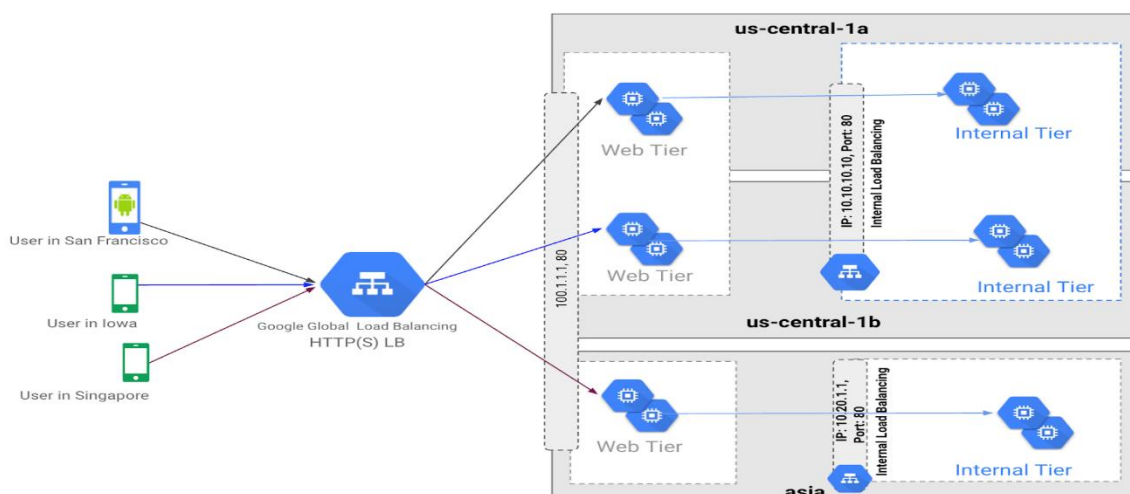 us-central-1a
Web Tier
Internal Tier
IP: 10.10.10.10, Port: 80
Internal Load Balancing
User in San Francisco
Web Tier
Internal Tier
100.1.1.1, 80
User in Iowa
Google Global Load Balancing
HTTP(S) LB
us-central-1b
User in Singapore
Web Tier
IP: 10.20.1.1,
Port: 80
Internal Load Balancing
Internal Tier
asia